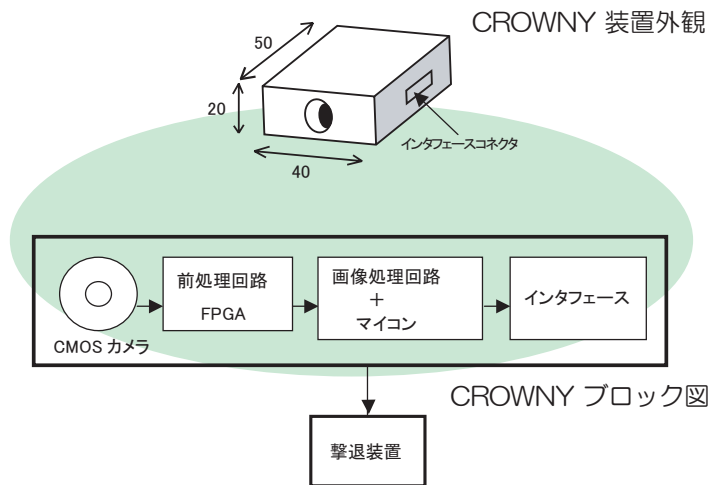 CROWNY 装置外観
50
20
40
インタフェースコネクタ
前処理回路
FPGA
画像処理回路
+
マイコン
インタフェース
CMOS カメラ
CROWNY ブロック図
撃退装置